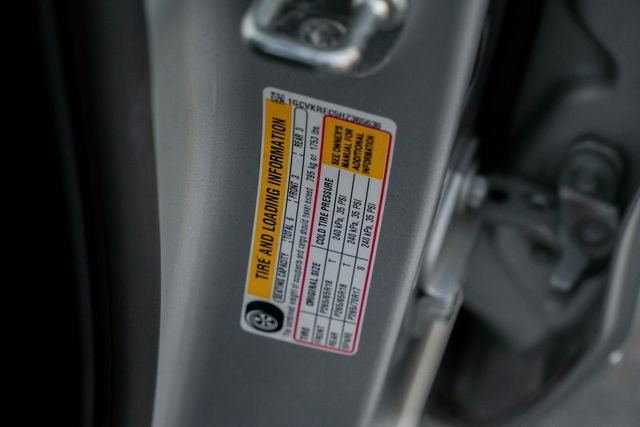 1GCVKREC5HZ365636
TIRE AND LOADING INFORMATION
SEATING CAPACITY TOTAL 6 FRONT 3 REAR 3
The combined weight of occupants and cargo should never exceed 795 kg or 1753 lbs.
TIRE ORIGINAL SIZE COLD TIRE PRESSURE
FRONT P265/65R18 T 240 kPa, 35 PSI
REAR P265/65R18 T 240 kPa, 35 PSI
SPARE P265/70R17 S 240 kPa, 35 PSI
SEE OWNER'S
MANUAL FOR
ADDITIONAL
INFORMATION